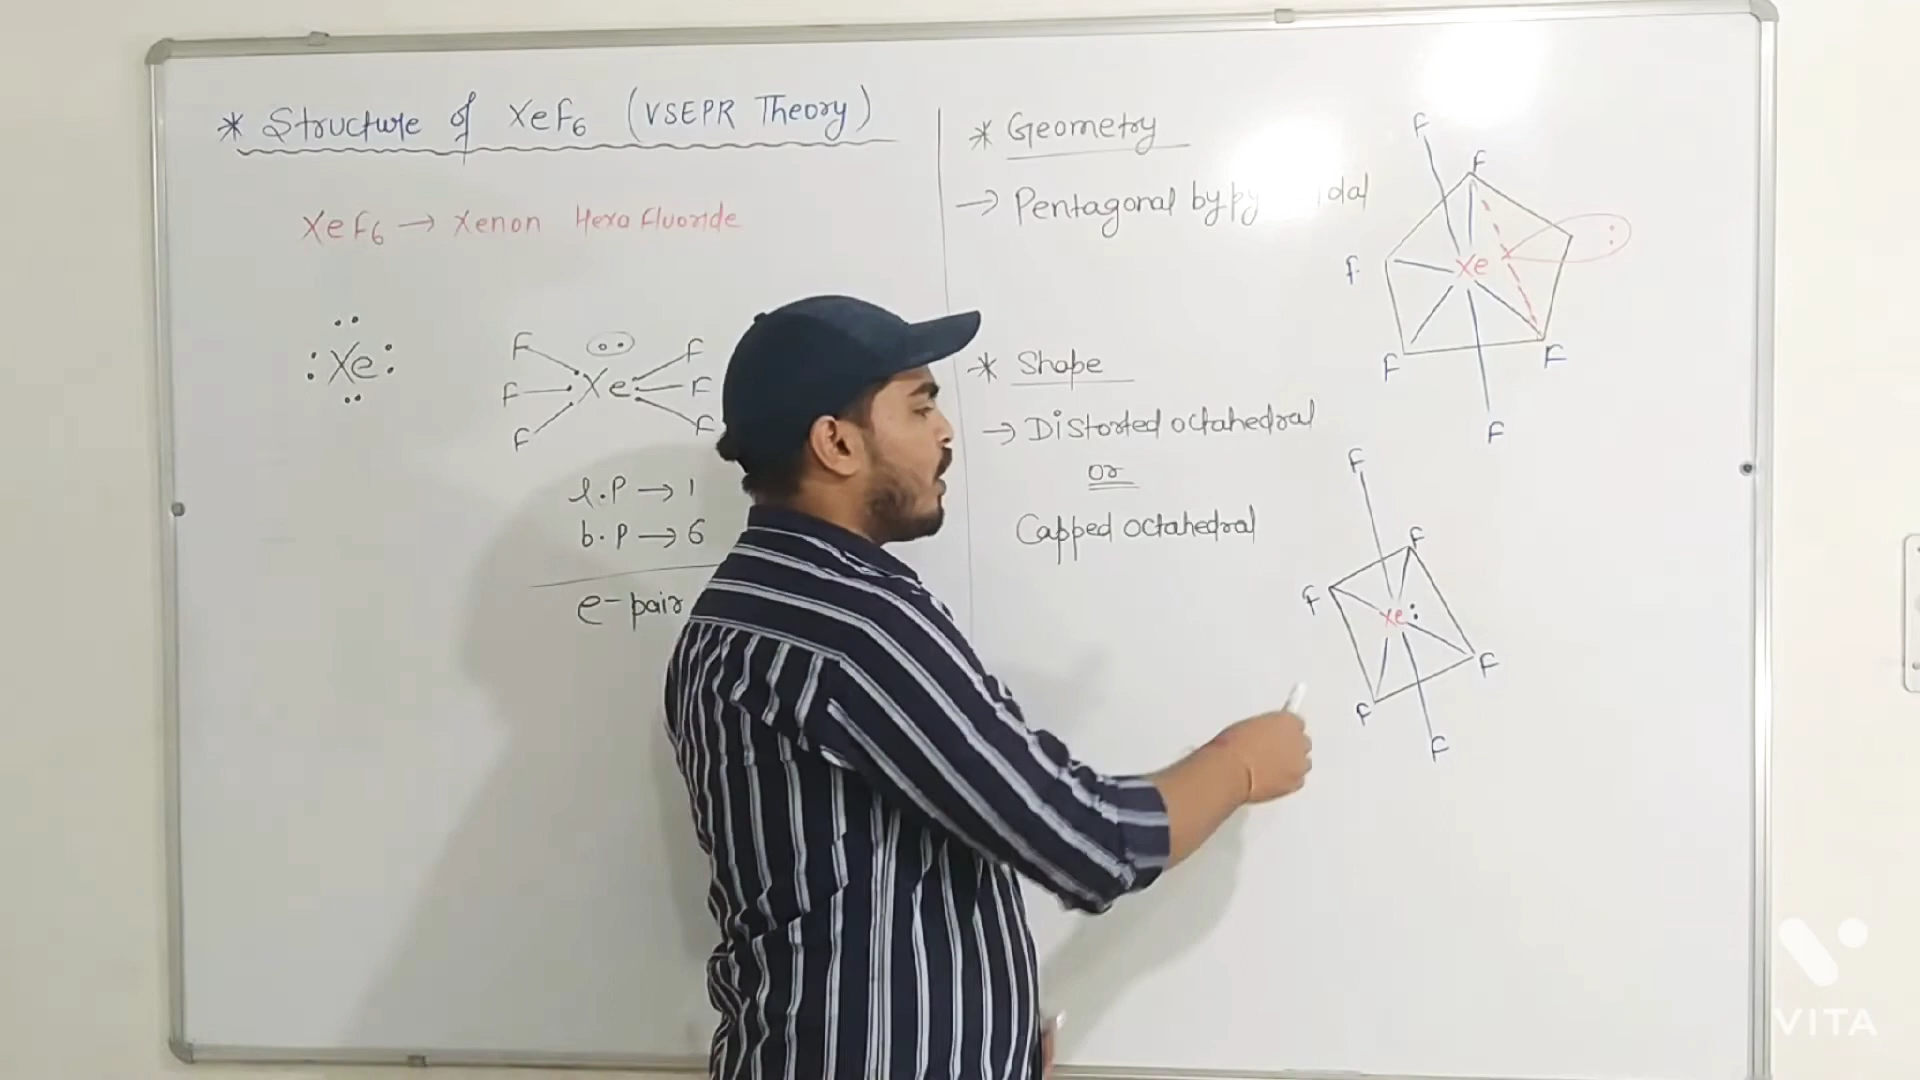 * Structure of XeF6 (VSEPR Theory)
XeF6 → Xenon Hexa Fluoride
:Xe:
F F
F Xe F
F F
l.P → 1
b.P → 6
e-pair
* Geometry
→ Pentagonal
* Shape
→ Distorted octahedral
or
Capped octahedral
F
F
F Xe :
F F
F
F
F
F Xe:
F
F
F
VITA